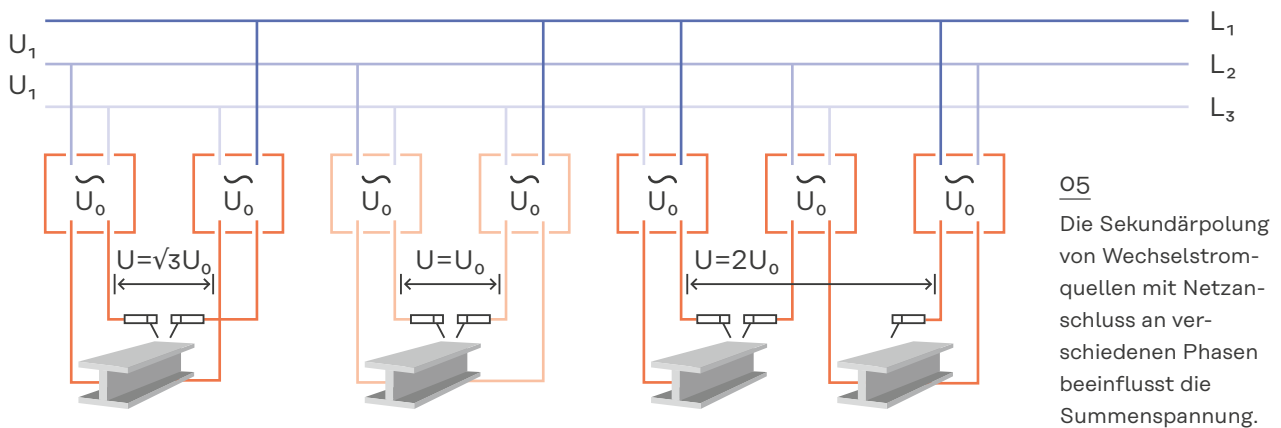 L₁
U₁
L₂
U₁
L₃
U₀ U₀ U₀ U₀ U₀ U₀ U₀
U=√3U₀ U=U₀ U=2U₀
05
Die Sekundärpolung
von Wechselstrom-
quellen mit Netzan-
schluss an ver-
schiedenen Phasen
beeinflusst die
Summenspannung.